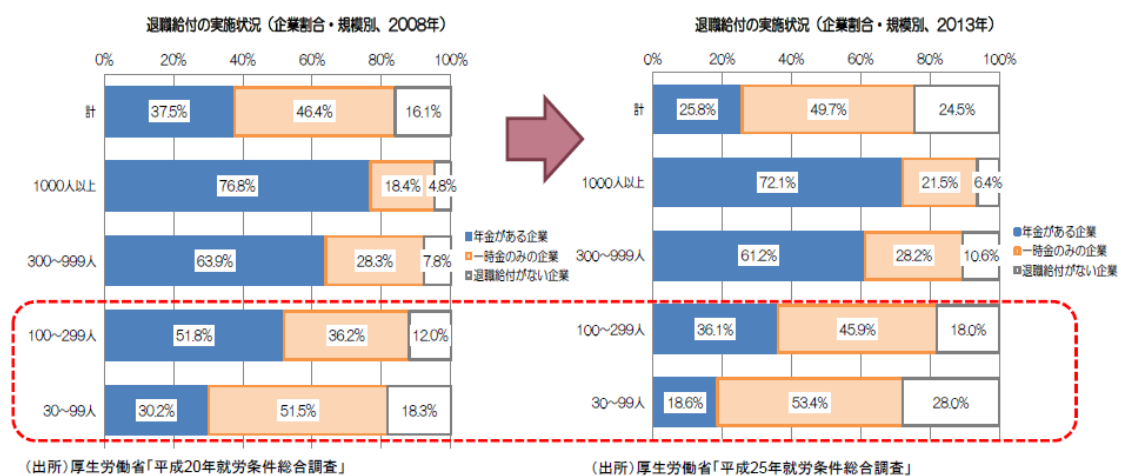 退職給付の実施状況（企業割合・規模別、2008年）
0% 20% 40% 60% 80% 100%
計 37.5% 46.4% 16.1%
1000人以上 76.8% 18.4% 4.8%
300～999人 63.9% 28.3% 7.8%
100～299人 51.8% 36.2% 12.0%
30～99人 30.2% 51.5% 18.3%
年金がある企業
一時金のみの企業
退職給付がない企業
（出所）厚生労働省「平成20年就労条件総合調査」
退職給付の実施状況（企業割合・規模別、2013年）
0% 20% 40% 60% 80% 100%
計 25.8% 49.7% 24.5%
1000人以上 72.1% 21.5% 6.4%
300～999人 61.2% 28.2% 10.6%
100～299人 36.1% 45.9% 18.0%
30～99人 18.6% 53.4% 28.0%
年金がある企業
一時金のみの企業
退職給付がない企業
（出所）厚生労働省「平成25年就労条件総合調査」